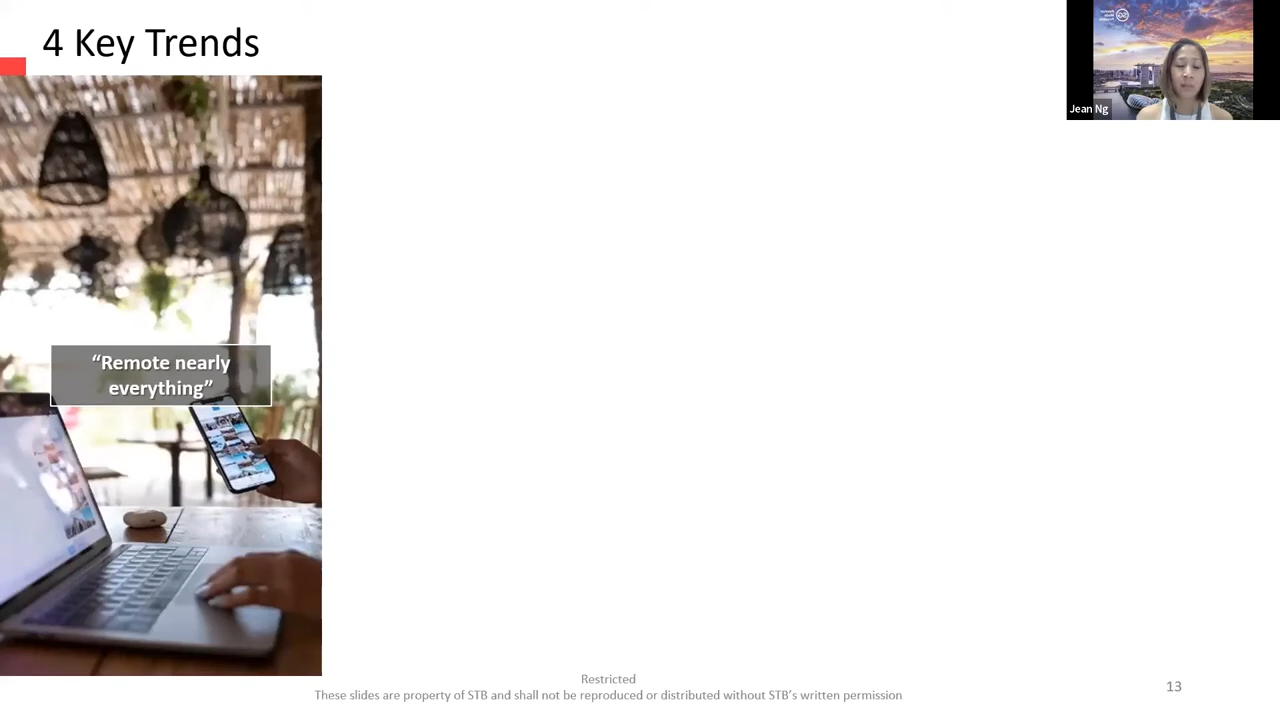 4 Key Trends
Jean Ng
“Remote nearly
everything”
Restricted
These slides are property of STB and shall not be reproduced or distributed without STB’s written permission
13